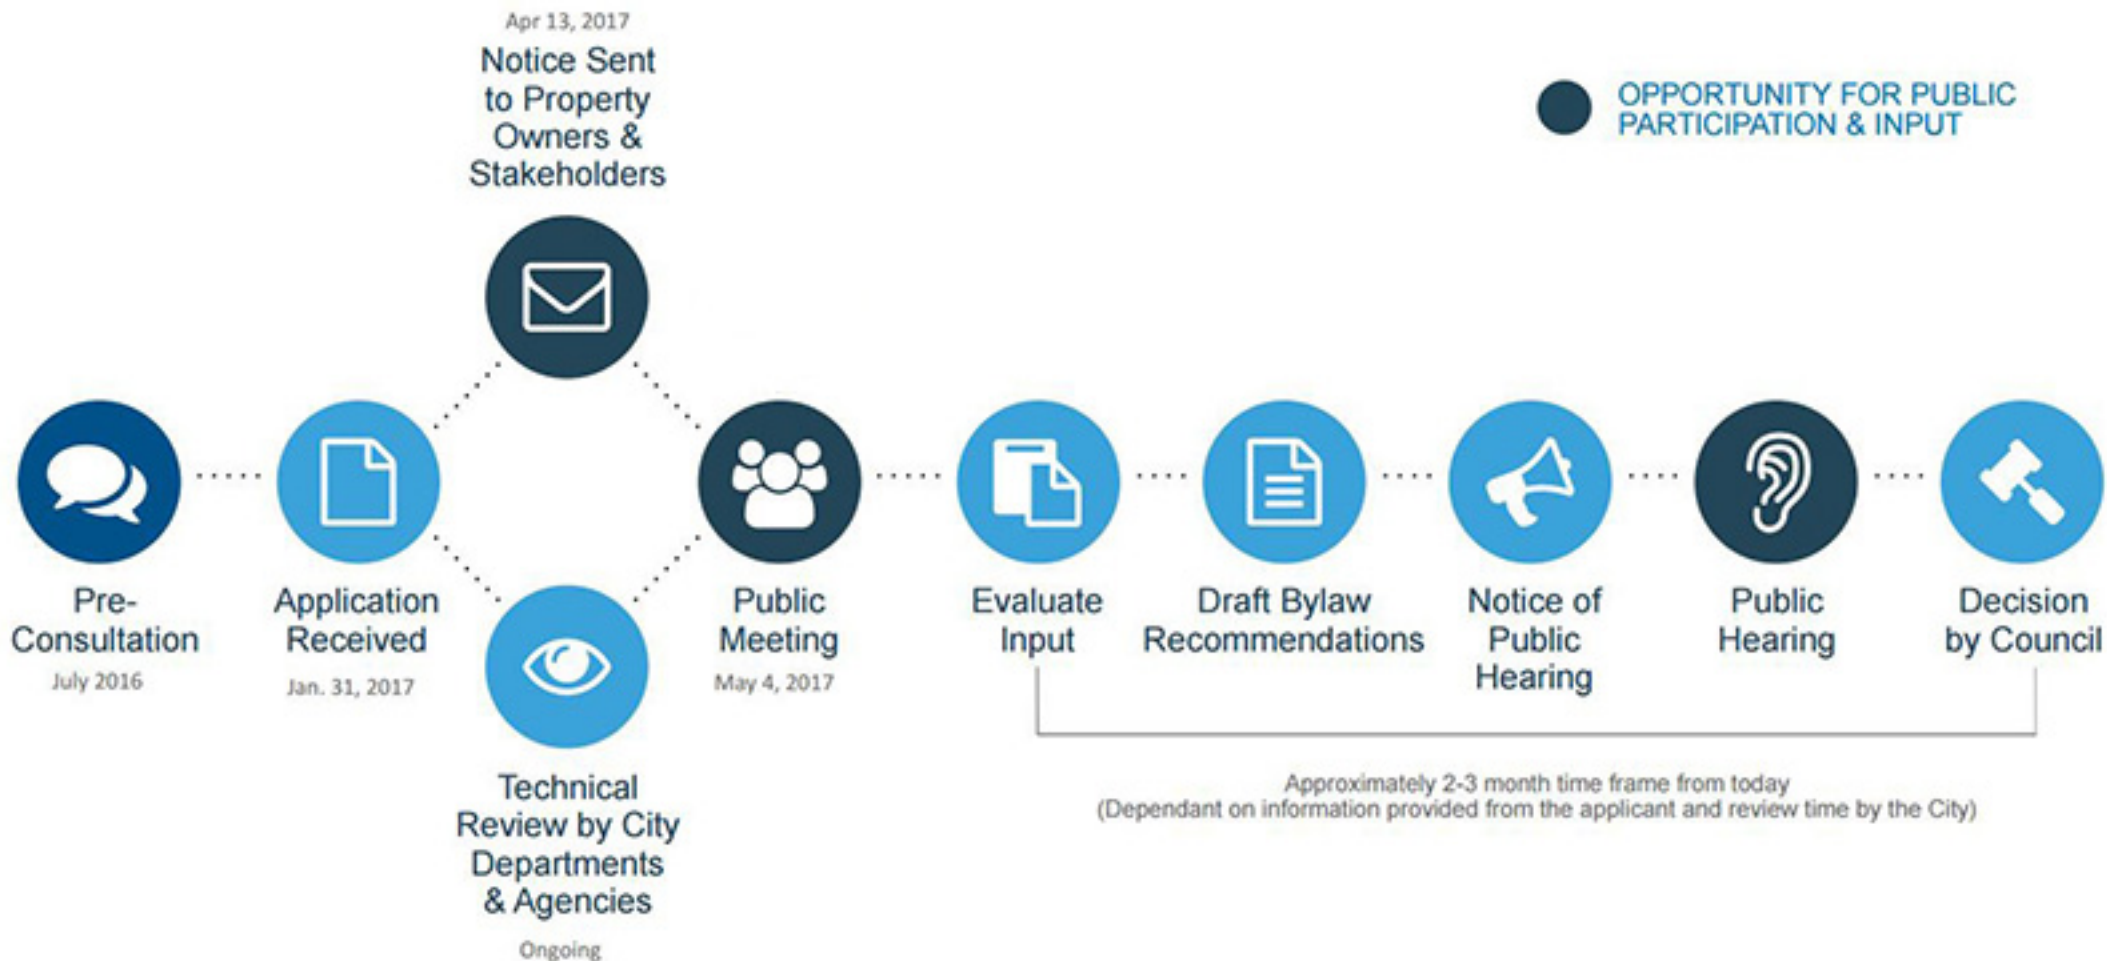 Apr 13, 2017
Notice Sent
to Property
Owners &
Stakeholders
OPPORTUNITY FOR PUBLIC
PARTICIPATION & INPUT
Pre-
Consultation
July 2016
Application
Received
Jan. 31, 2017
Technical
Review by City
Departments
& Agencies
Ongoing
Public
Meeting
May 4, 2017
Evaluate
Input
Draft Bylaw
Recommendations
Notice of
Public
Hearing
Public
Hearing
Decision
by Council
Approximately 2-3 month time frame from today
(Dependant on information provided from the applicant and review time by the City)